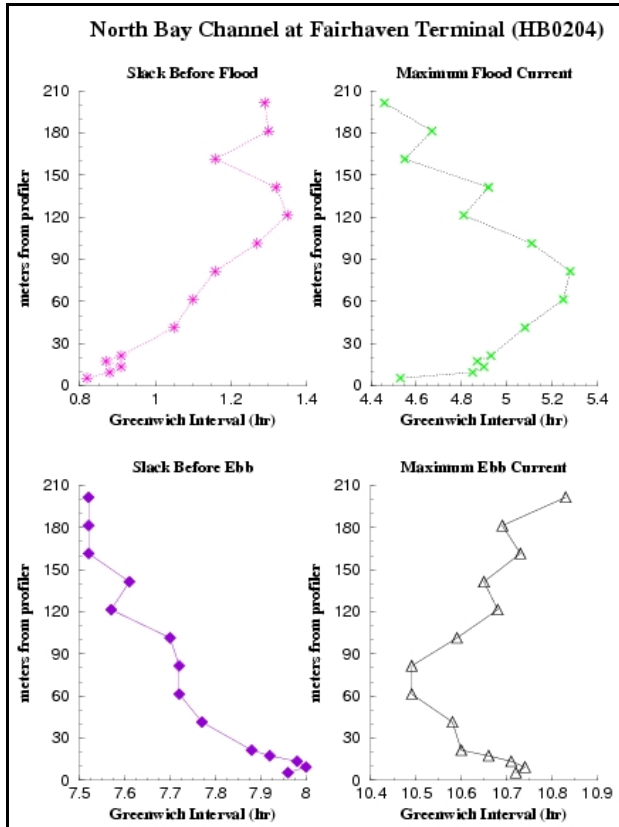 North Bay Channel at Fairhaven Terminal (HB0204)
Slack Before Flood
meters from profiler
210
180
150
120
90
60
30
0
0.8 1 1.2 1.4
Greenwich Interval (hr)
Maximum Flood Current
meters from profiler
210
180
150
120
90
60
30
0
4.4 4.6 4.8 5 5.2 5.4
Greenwich Interval (hr)
Slack Before Ebb
meters from profiler
210
180
150
120
90
60
30
0
7.5 7.6 7.7 7.8 7.9 8
Greenwich Interval (hr)
Maximum Ebb Current
meters from profiler
210
180
150
120
90
60
30
0
10.4 10.5 10.6 10.7 10.8 10.9
Greenwich Interval (hr)